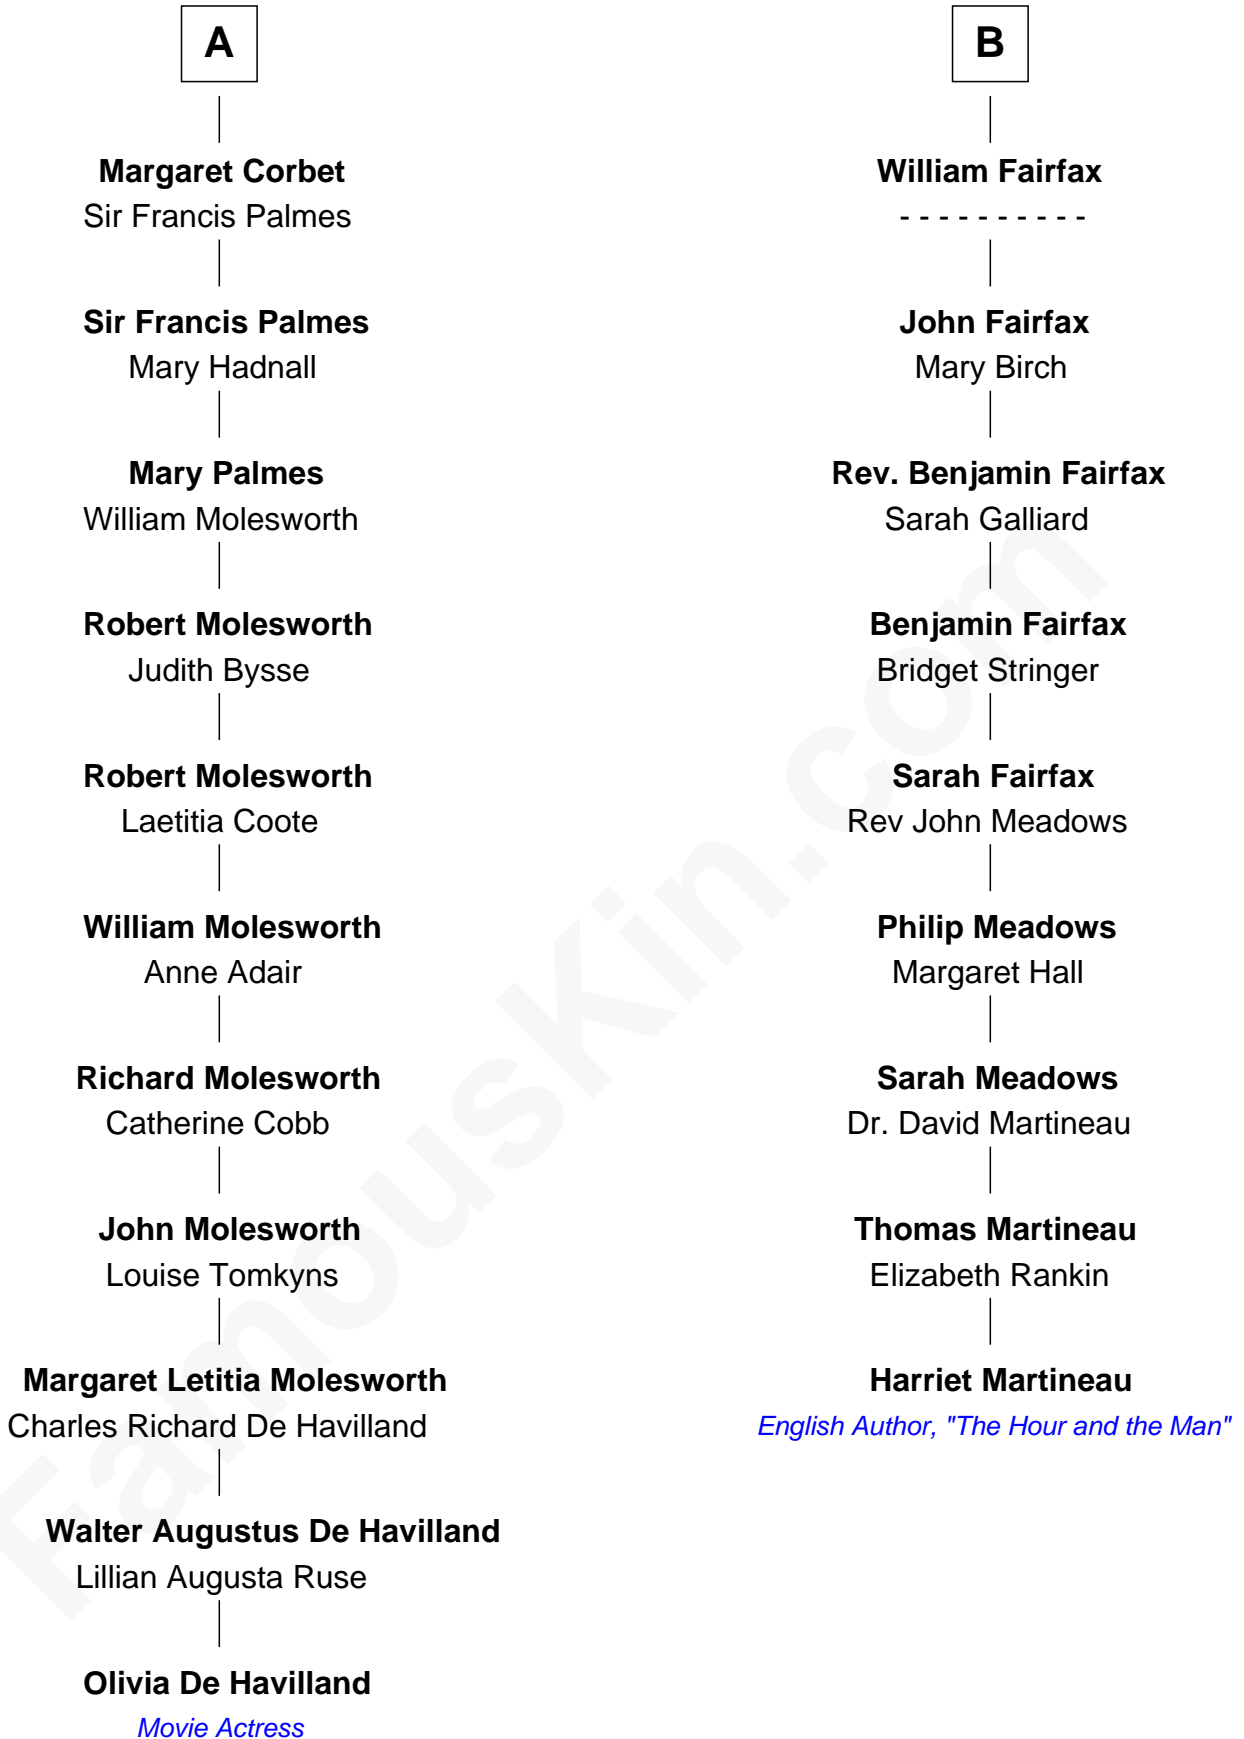 A
Margaret Corbet
Sir Francis Palmes
Sir Francis Palmes
Mary Hadnall
Mary Palmes
William Molesworth
Robert Molesworth
Judith Bysse
Robert Molesworth
Laetitia Coote
William Molesworth
Anne Adair
Richard Molesworth
Catherine Cobb
John Molesworth
Louise Tomkyns
Margaret Letitia Molesworth
Charles Richard De Havilland
Walter Augustus De Havilland
Lillian Augusta Ruse
Olivia De Havilland
Movie Actress
B
William Fairfax
- - - - - - - - - -
John Fairfax
Mary Birch
Rev. Benjamin Fairfax
Sarah Galliard
Benjamin Fairfax
Bridget Stringer
Sarah Fairfax
Rev John Meadows
Philip Meadows
Margaret Hall
Sarah Meadows
Dr. David Martineau
Thomas Martineau
Elizabeth Rankin
Harriet Martineau
English Author, "The Hour and the Man"
FamousKin.com